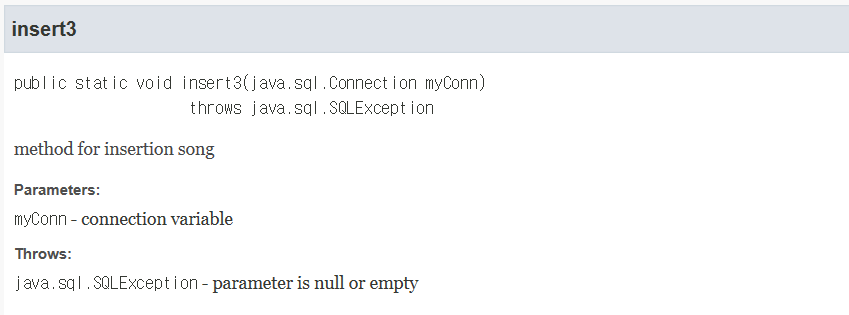 insert3
public static void insert3(java.sql.Connection myConn)
throws java.sql.SQLException
method for insertion song
Parameters:
myConn - connection variable
Throws:
java.sql.SQLException - parameter is null or empty